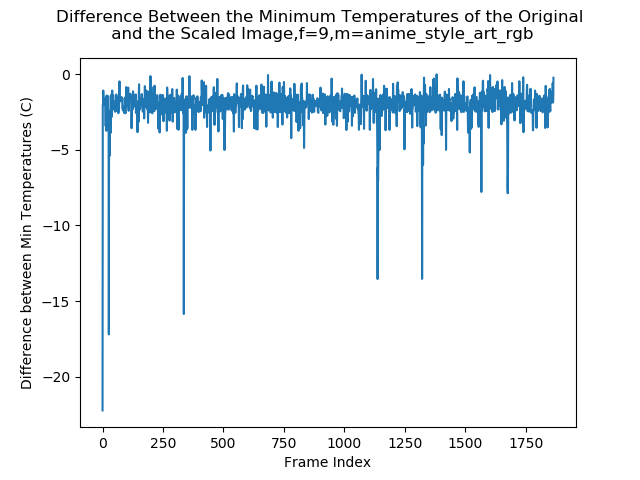 Difference Between the Minimum Temperatures of the Original
and the Scaled Image,f=9,m=anime_style_art_rgb
0
−5
−10
−15
−20
Difference between Min Temperatures (C)
0 250 500 750 1000 1250 1500 1750
Frame Index